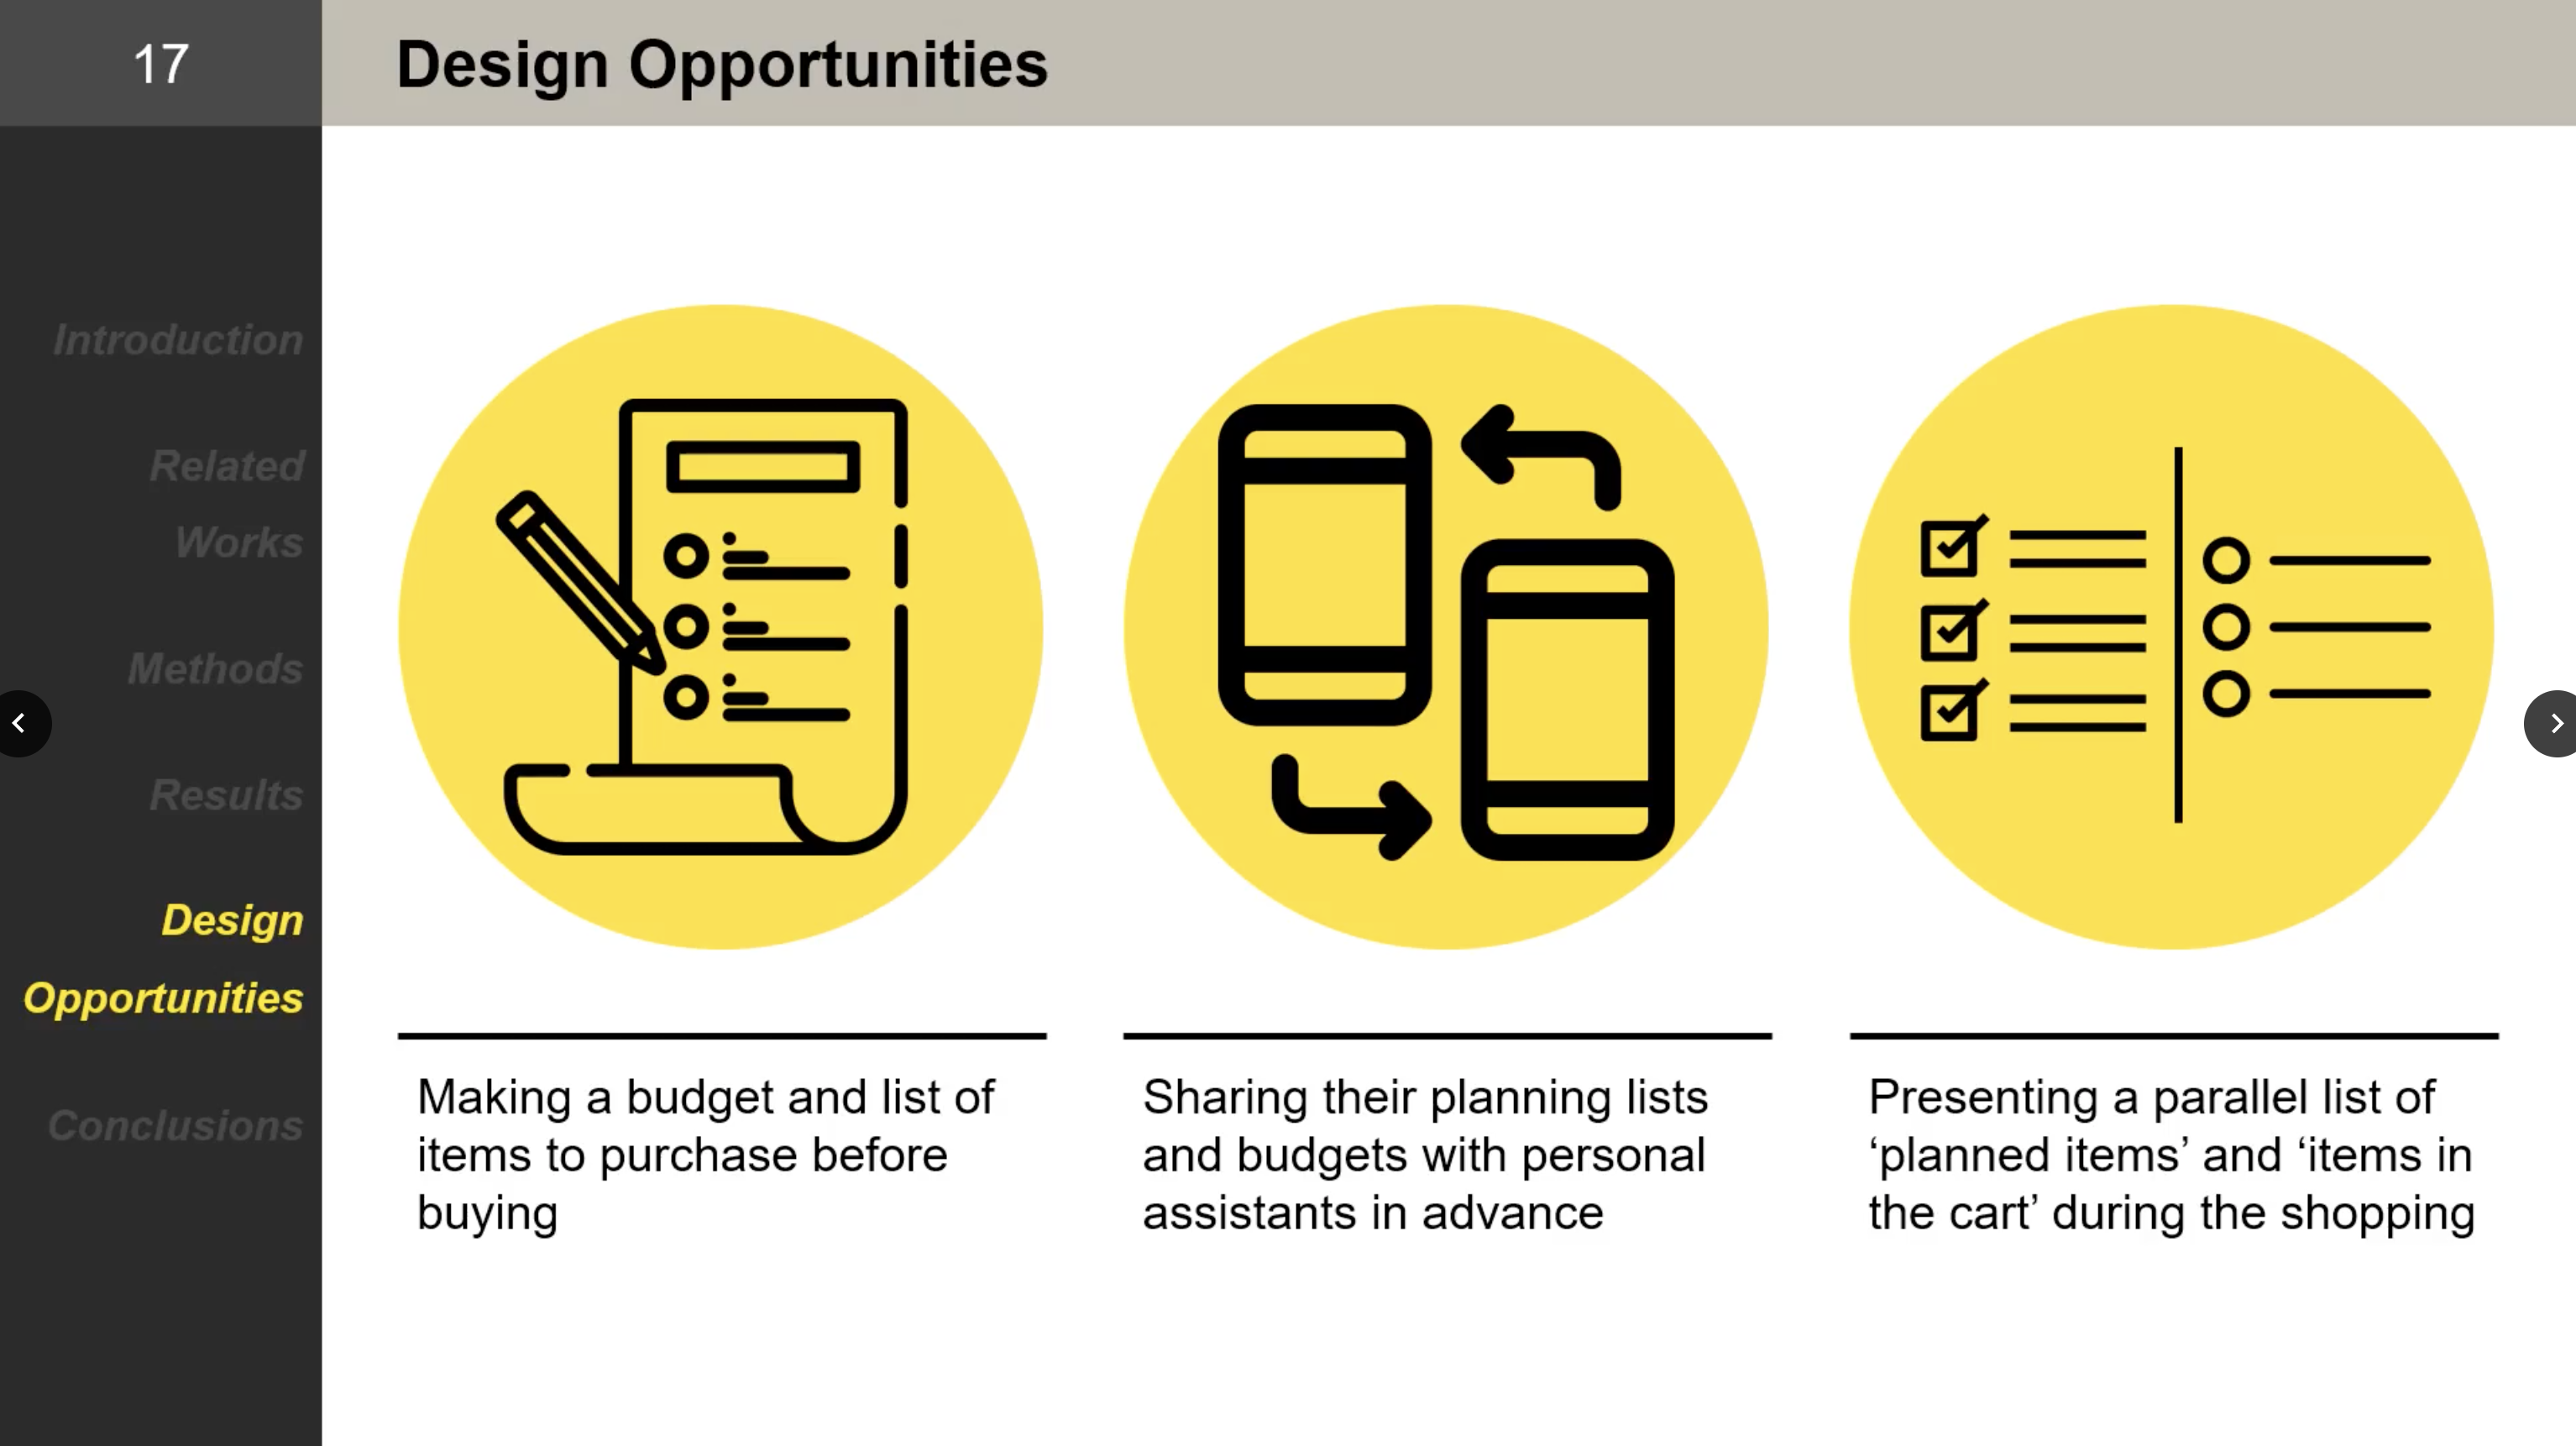 17
Design Opportunities
Introduction
Related
Works
Methods
Results
Design
Opportunities
Conclusions
Making a budget and list of
items to purchase before
buying
Sharing their planning lists
and budgets with personal
assistants in advance
Presenting a parallel list of
‘planned items’ and ‘items in
the cart’ during the shopping